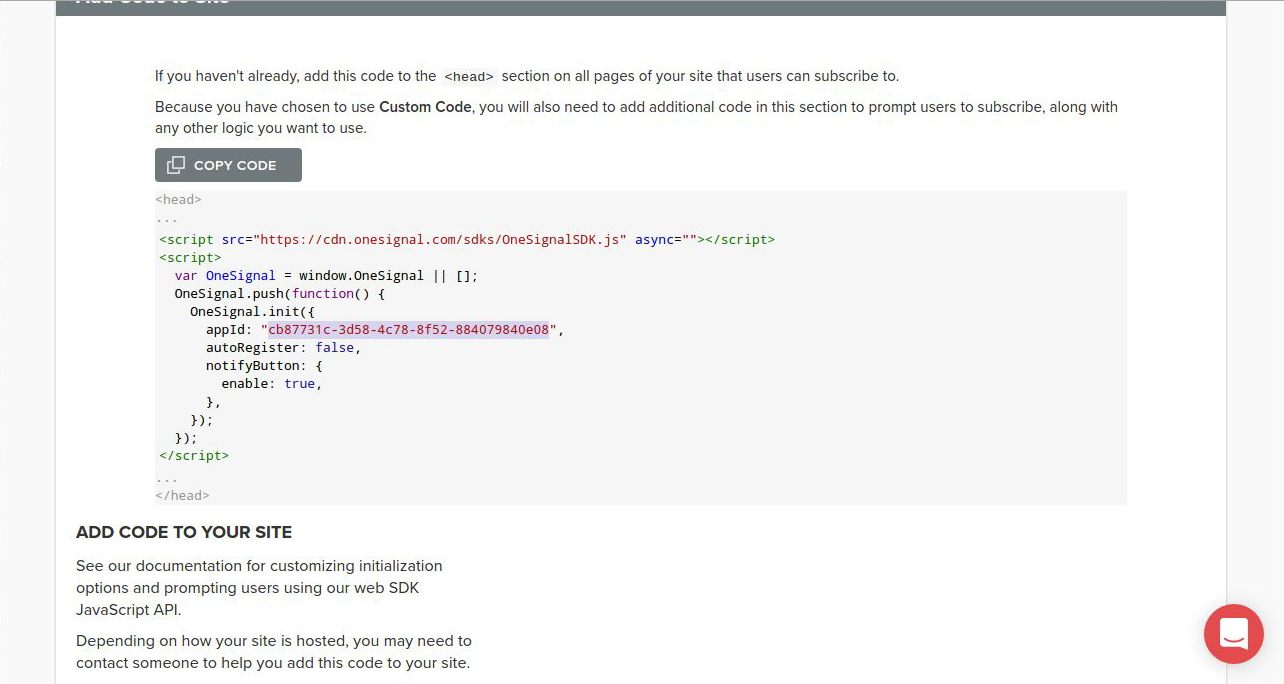 Add Code to Site
If you haven't already, add this code to the <head> section on all pages of your site that users can subscribe to.
Because you have chosen to use Custom Code, you will also need to add additional code in this section to prompt users to subscribe, along with
any other logic you want to use.
COPY CODE
<head>
...
<script src="https://cdn.onesignal.com/sdks/OneSignalSDK.js" async=""></script>
<script>
var OneSignal = window.OneSignal || [];
OneSignal.push(function() {
OneSignal.init({
appId: "cb87731c-3d58-4c78-8f52-884079840e08",
autoRegister: false,
notifyButton: {
enable: true,
},
});
});
</script>
...
</head>
ADD CODE TO YOUR SITE
See our documentation for customizing initialization
options and prompting users using our web SDK
JavaScript API.
Depending on how your site is hosted, you may need to
contact someone to help you add this code to your site.